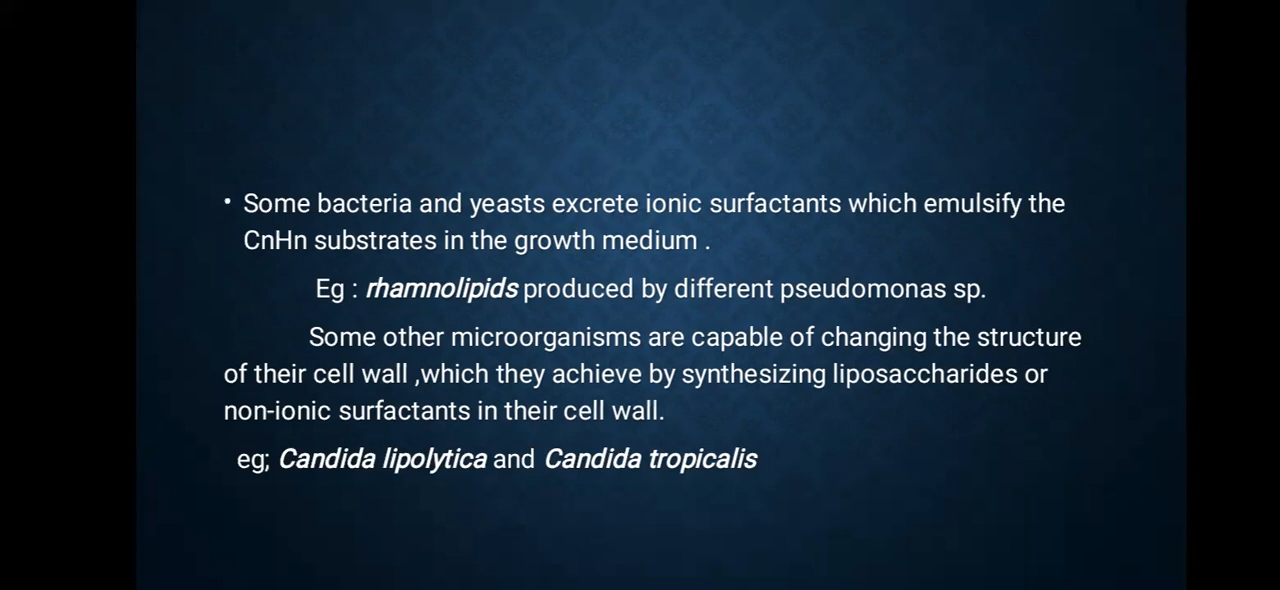 • Some bacteria and yeasts excrete ionic surfactants which emulsify the
CnHn substrates in the growth medium .
Eg : rhamnolipids produced by different pseudomonas sp.
Some other microorganisms are capable of changing the structure
of their cell wall ,which they achieve by synthesizing liposaccharides or
non-ionic surfactants in their cell wall.
eg; Candida lipolytica and Candida tropicalis